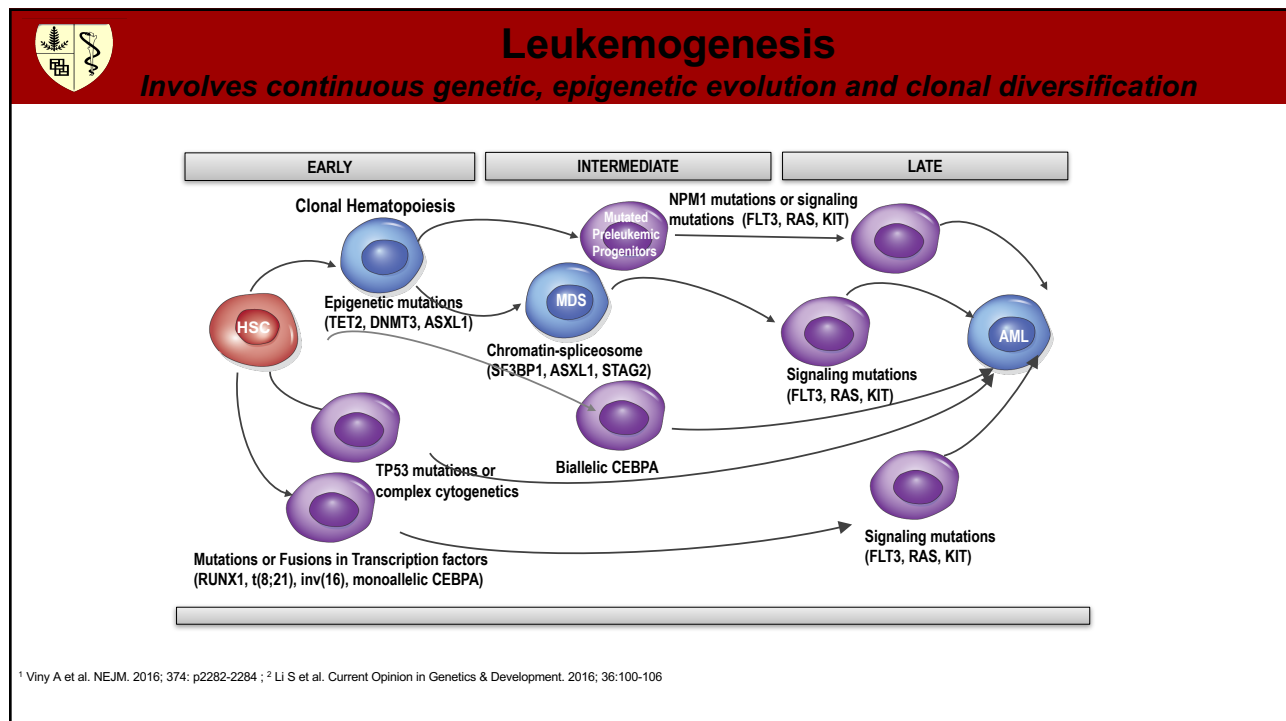 Leukemogenesis
Involves continuous genetic, epigenetic evolution and clonal diversification
EARLY
INTERMEDIATE
LATE
Clonal Hematopoiesis
Mutated
Preleukemic
Progenitors
NPM1 mutations or signaling
mutations (FLT3, RAS, KIT)
HSC
Epigenetic mutations
(TET2, DNMT3, ASXL1)
MDS
Chromatin-spliceosome
(SF3BP1, ASXL1, STAG2)
Signaling mutations
(FLT3, RAS, KIT)
AML
TP53 mutations or
complex cytogenetics
Biallelic CEBPA
Mutations or Fusions in Transcription factors
(RUNX1, t(8;21), inv(16), monoallelic CEBPA)
Signaling mutations
(FLT3, RAS, KIT)
1 Viny A et al. NEJM. 2016; 374: p2282-2284 ; 2 Li S et al. Current Opinion in Genetics & Development. 2016; 36:100-106